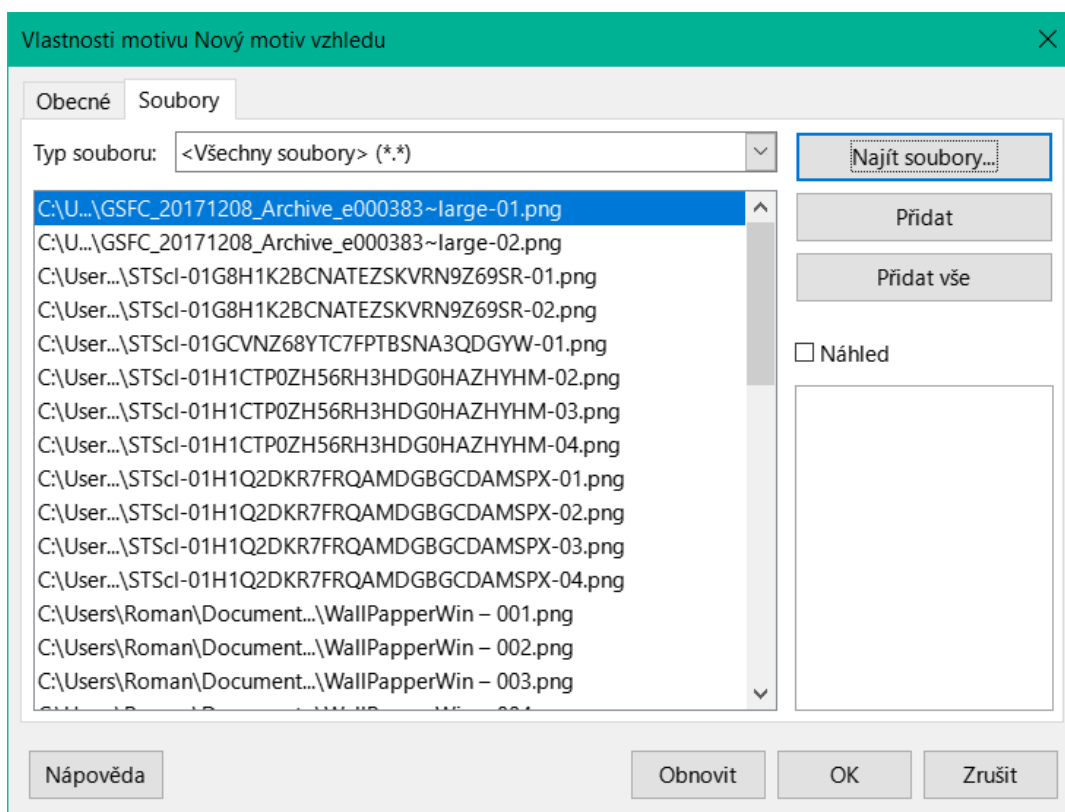 Vlastnosti motivu Nový motiv vzhledu
Obecné Soubory
Typ souboru: <Všechny soubory> (*.*)
Najít soubory...
Přidat
Přidat vše
Náhled
C:\U...\GSFC_20171208_Archive_e000383~large-01.png
C:\U...\GSFC_20171208_Archive_e000383~large-02.png
C:\User...\STScI-01G8H1K2BCNATEZSKVRN9Z69SR-01.png
C:\User...\STScI-01G8H1K2BCNATEZSKVRN9Z69SR-02.png
C:\User...\STScI-01GCVNZ68YTC7FPTBSNA3QDGYW-01.png
C:\User...\STScI-01H1CTP0ZH56RH3HDG0HAZHYHM-02.png
C:\User...\STScI-01H1CTP0ZH56RH3HDG0HAZHYHM-03.png
C:\User...\STScI-01H1CTP0ZH56RH3HDG0HAZHYHM-04.png
C:\User...\STScI-01H1Q2DKR7FRQAMDGBGCDAMSPX-01.png
C:\User...\STScI-01H1Q2DKR7FRQAMDGBGCDAMSPX-02.png
C:\User...\STScI-01H1Q2DKR7FRQAMDGBGCDAMSPX-03.png
C:\User...\STScI-01H1Q2DKR7FRQAMDGBGCDAMSPX-04.png
C:\Users\Roman\Document...\WallPapperWin – 001.png
C:\Users\Roman\Document...\WallPapperWin – 002.png
C:\Users\Roman\Document...\WallPapperWin – 003.png
Nápověda Obnovit OK Zrušit